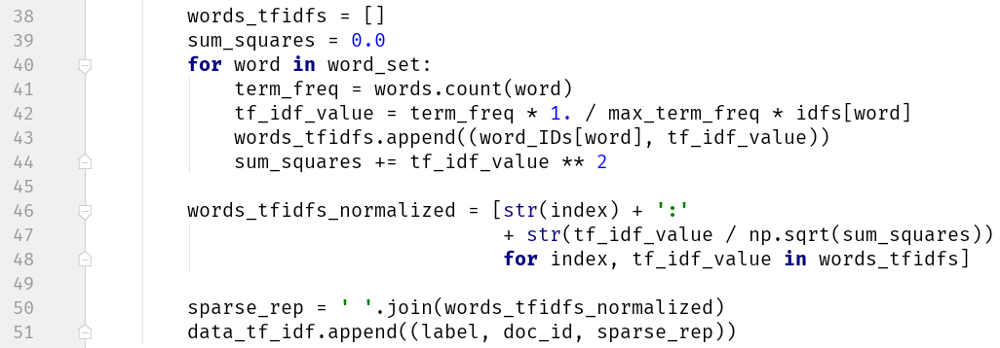 38 words_tfidfs = []
39 sum_squares = 0.0
40 for word in word_set:
41     term_freq = words.count(word)
42     tf_idf_value = term_freq * 1. / max_term_freq * idfs[word]
43     words_tfidfs.append((word_IDs[word], tf_idf_value))
44     sum_squares += tf_idf_value ** 2
45
46 words_tfidfs_normalized = [str(index) + ':'
47                            + str(tf_idf_value / np.sqrt(sum_squares))
48                            for index, tf_idf_value in words_tfidfs]
49
50 sparse_rep = ' '.join(words_tfidfs_normalized)
51 data_tf_idf.append((label, doc_id, sparse_rep))